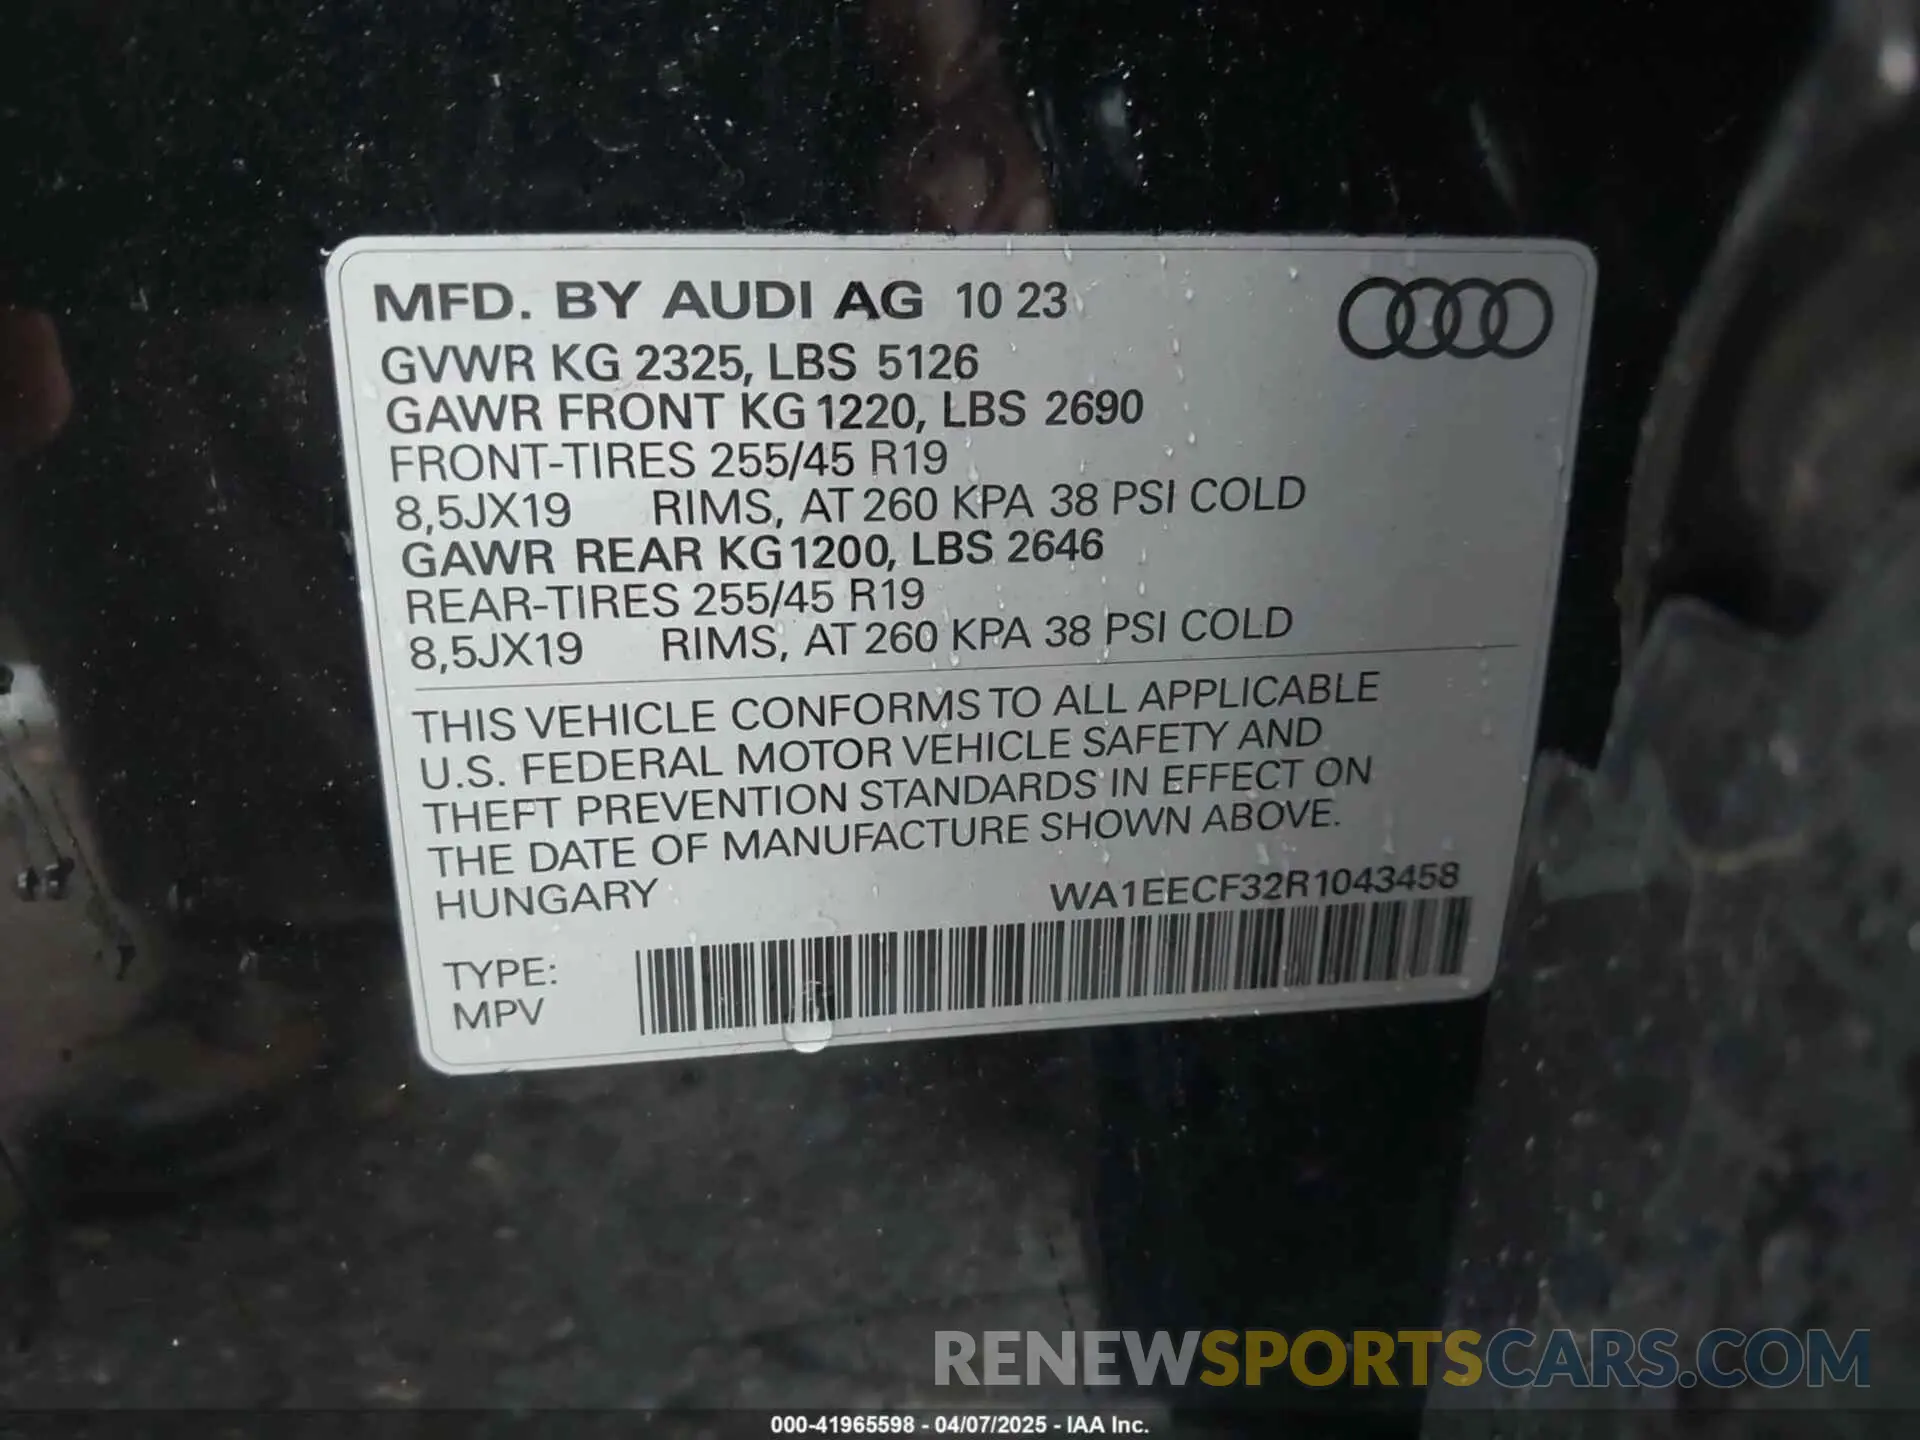 MFD. BY AUDI AG 10 23
GVWR KG 2325, LBS 5126
GAWR FRONT KG 1220, LBS 2690
FRONT-TIRES 255/45 R19
8,5JX19 RIMS, AT 260 KPA 38 PSI COLD
GAWR REAR KG 1200, LBS 2646
REAR-TIRES 255/45 R19
8,5JX19 RIMS, AT 260 KPA 38 PSI COLD
THIS VEHICLE CONFORMS TO ALL APPLICABLE
U.S. FEDERAL MOTOR VEHICLE SAFETY AND
THEFT PREVENTION STANDARDS IN EFFECT ON
THE DATE OF MANUFACTURE SHOWN ABOVE.
HUNGARY WA1EECF32R1043458
TYPE:
MPV
RENEWSPORTSCARS.COM
000-41965598 - 04/07/2025 - IAA Inc.